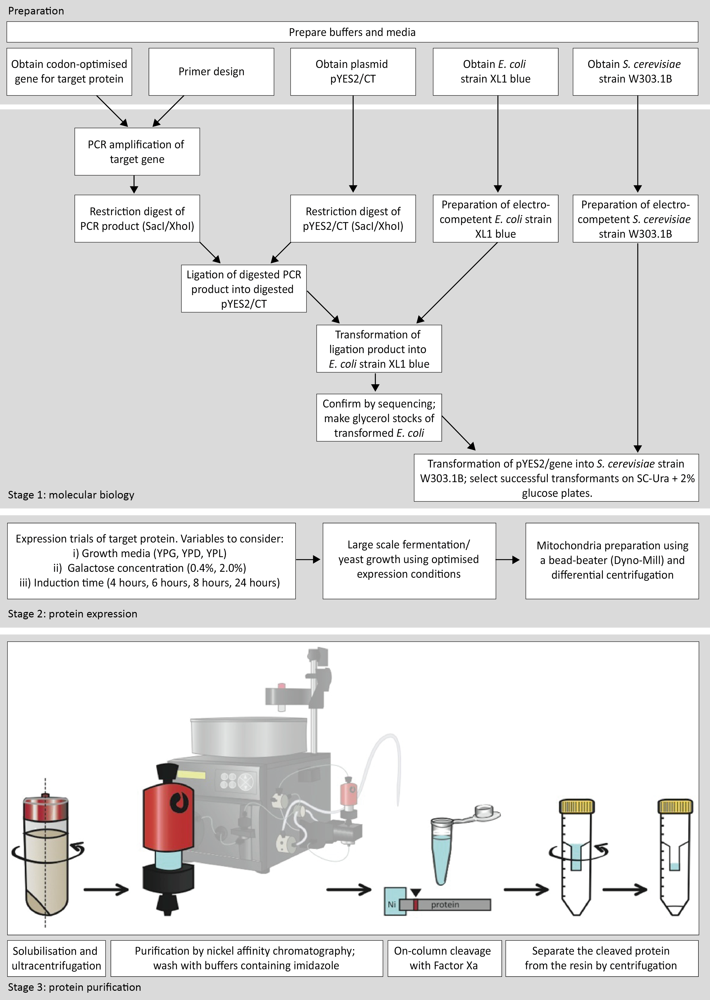 Preparation
Prepare buffers and media
Obtain codon-optimised
gene for target protein
Primer design
Obtain plasmid
pYES2/CT
Obtain E. coli
strain XL1 blue
Obtain S. cerevisiae
strain W303.1B
PCR amplification of
target gene
Restriction digest of
PCR product (SacI/XhoI)
Restriction digest of
pYES2/CT (SacI/XhoI)
Preparation of electro-
competent E. coli strain
XL1 blue
Preparation of electro-
competent S. cerevisiae
strain W303.1B
Ligation of digested PCR
product into digested
pYES2/CT
Transformation of
ligation product into
E. coli strain XL1 blue
Confirm by sequencing;
make glycerol stocks of
transformed E. coli
Transformation of pYES2/gene into S. cerevisiae strain
W303.1B; select successful transformants on SC-Ura + 2%
glucose plates.
Stage 1: molecular biology
Expression trials of target protein. Variables to consider:
i) Growth media (YPG, YPD, YPL)
ii) Galactose concentration (0.4%, 2.0%)
iii) Induction time (4 hours, 6 hours, 8 hours, 24 hours)
Large scale fermentation/
yeast growth using optimised
expression conditions
Mitochondria preparation using
a bead-beater (Dyno-Mill) and
differential centrifugation
Stage 2: protein expression
Ni
protein
Solubilisation and
ultracentrifugation
Purification by nickel affinity chromatography;
wash with buffers containing imidazole
On-column cleavage
with Factor Xa
Separate the cleaved protein
from the resin by centrifugation
Stage 3: protein purification